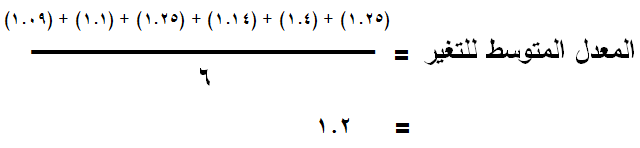 (١.٠٩) + (١.١) + (١.٢٥) + (١.١٤) + (١.٤) + (١.٢٥)
المعدل المتوسط للتغير =
٦
= ١.٢